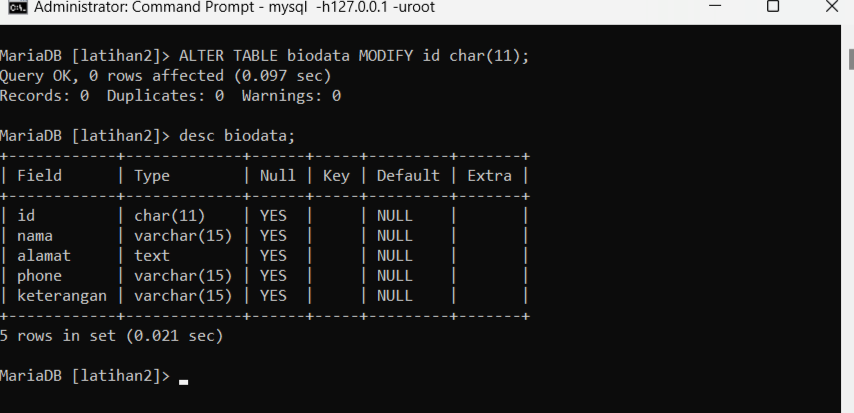 Administrator: Command Prompt - mysql  -h127.0.0.1 -uroot
MariaDB [latihan2]> ALTER TABLE biodata MODIFY id char(11);
Query OK, 0 rows affected (0.097 sec)
Records: 0  Duplicates: 0  Warnings: 0
MariaDB [latihan2]> desc biodata;
+------------+-------------+------+-----+---------+-------+
| Field      | Type        | Null | Key | Default | Extra |
+------------+-------------+------+-----+---------+-------+
| id         | char(11)    | YES  |     | NULL    |       |
| nama       | varchar(15) | YES  |     | NULL    |       |
| alamat     | text        | YES  |     | NULL    |       |
| phone      | varchar(15) | YES  |     | NULL    |       |
| keterangan | varchar(15) | YES  |     | NULL    |       |
+------------+-------------+------+-----+---------+-------+
5 rows in set (0.021 sec)
MariaDB [latihan2]>